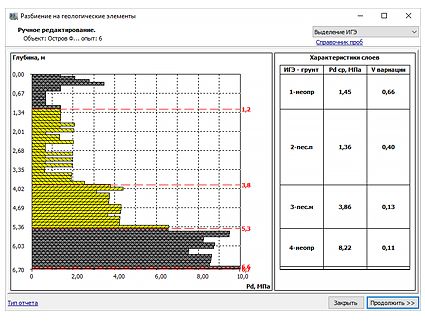 Разбиение на геологические элементы
Ручное редактирование.
Объект: Остров Ф... опыт: 6
Выделение ИГЭ
Справочник проб
Глубина, м
0,00
0,67
1,34
2,01
2,68
3,35
4,02
4,69
5,36
6,03
6,70
1,2
3,8
5,3
6,6
0
2,00
4,00
6,00
8,00
10,0
Pd, МПа
Характеристики слоев
ИГЭ - грунт Pd ср, МПа V вариации
1-неопр 1,45 0,66
2-пес.п 1,36 0,40
3-пес.м 3,86 0,13
4-неопр 8,22 0,11
Тип отчета
Закрыть
Продолжить >>